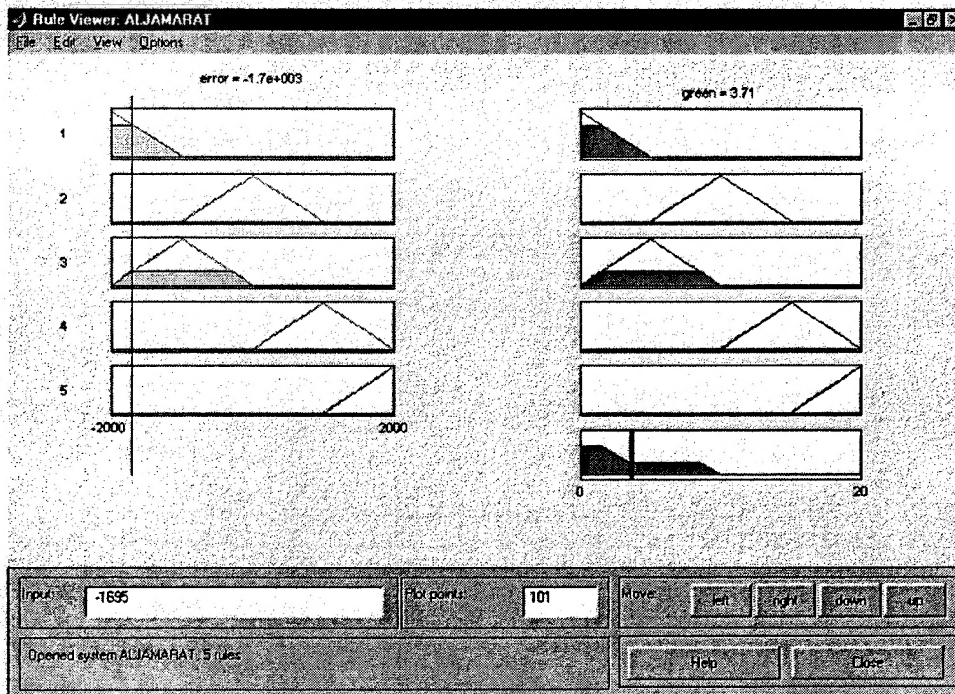 Rule Viewer: ALJAMARAT
File Edit View Options
error = -1.7e+003
green = 3.71
1
2
3
4
5
-2000 2000
0 20
Input: -1695
Plot points: 101
Move: left right down up
Opened system ALJAMARAT, 5 rules
Help Close